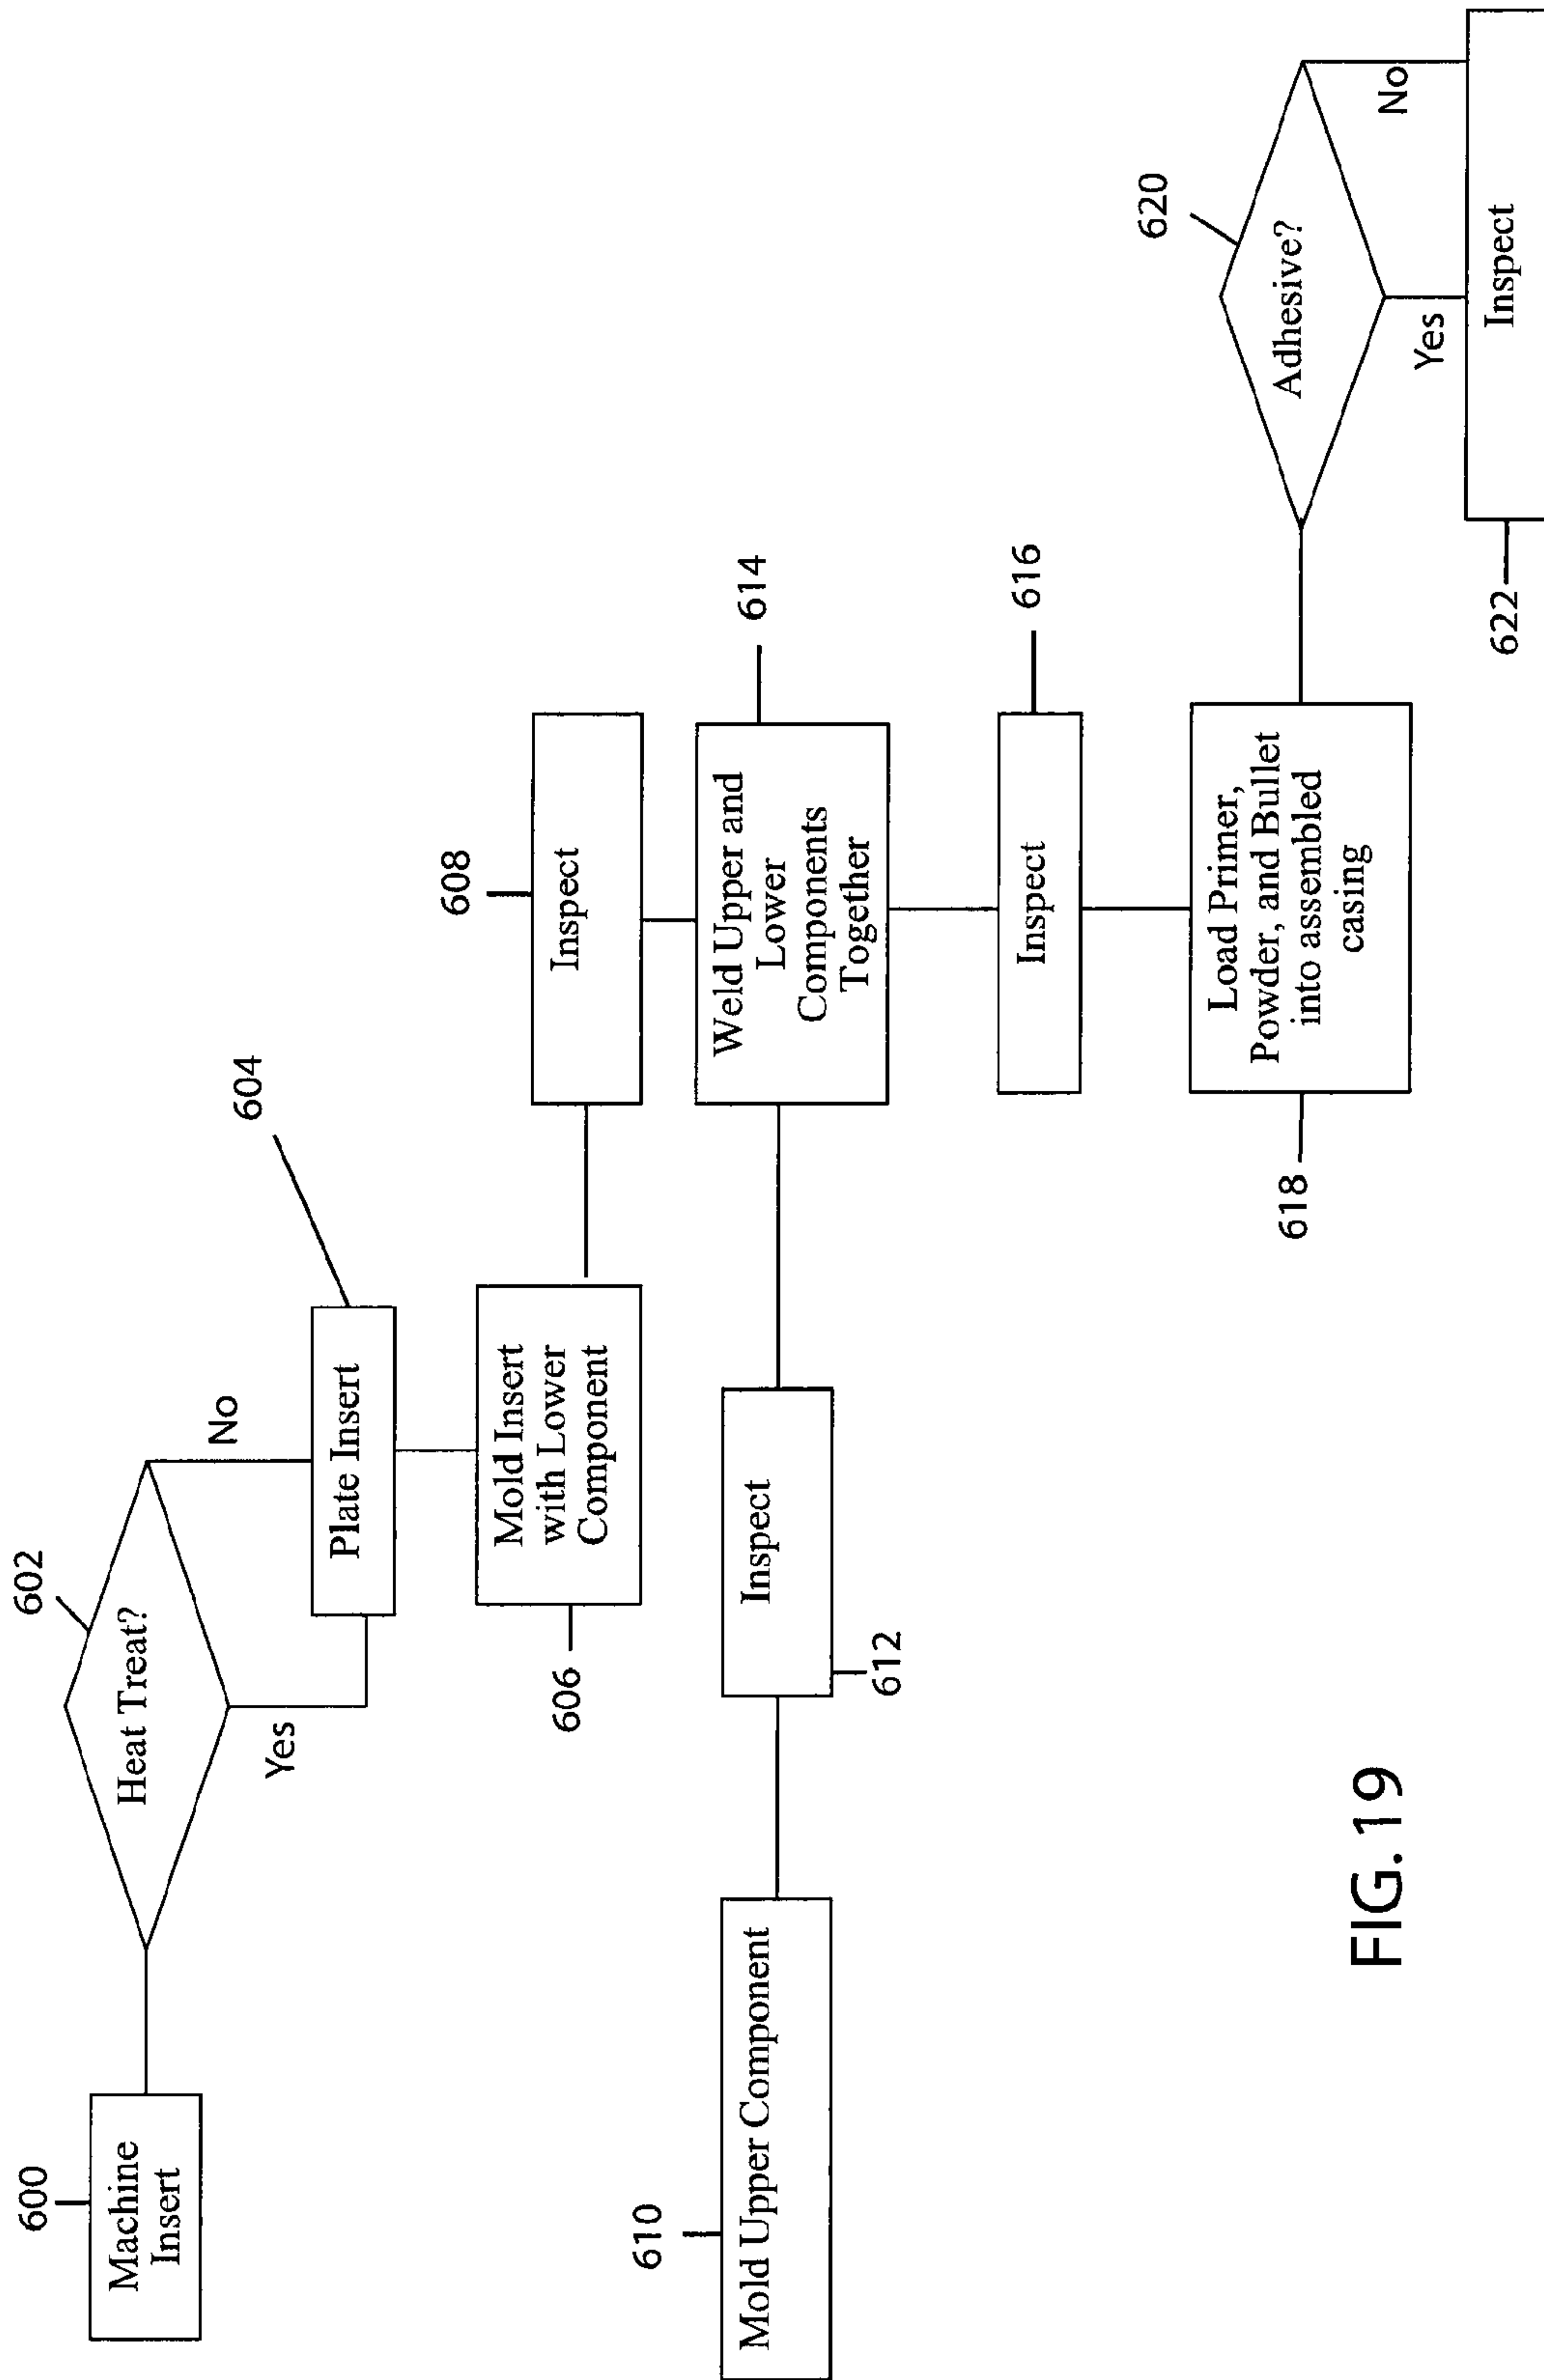 600
Machine
Insert
602
Heat Treat?
Yes
No
604
Plate Insert
606
Mold Insert
with Lower
Component
608
Inspect
610
Mold Upper Component
612
Inspect
614
Weld Upper and
Lower
Components
Together
616
Inspect
618
Load Primer,
Powder, and Bullet
into assembled
casing
620
Adhesive?
Yes
No
622
Inspect
FIG. 19